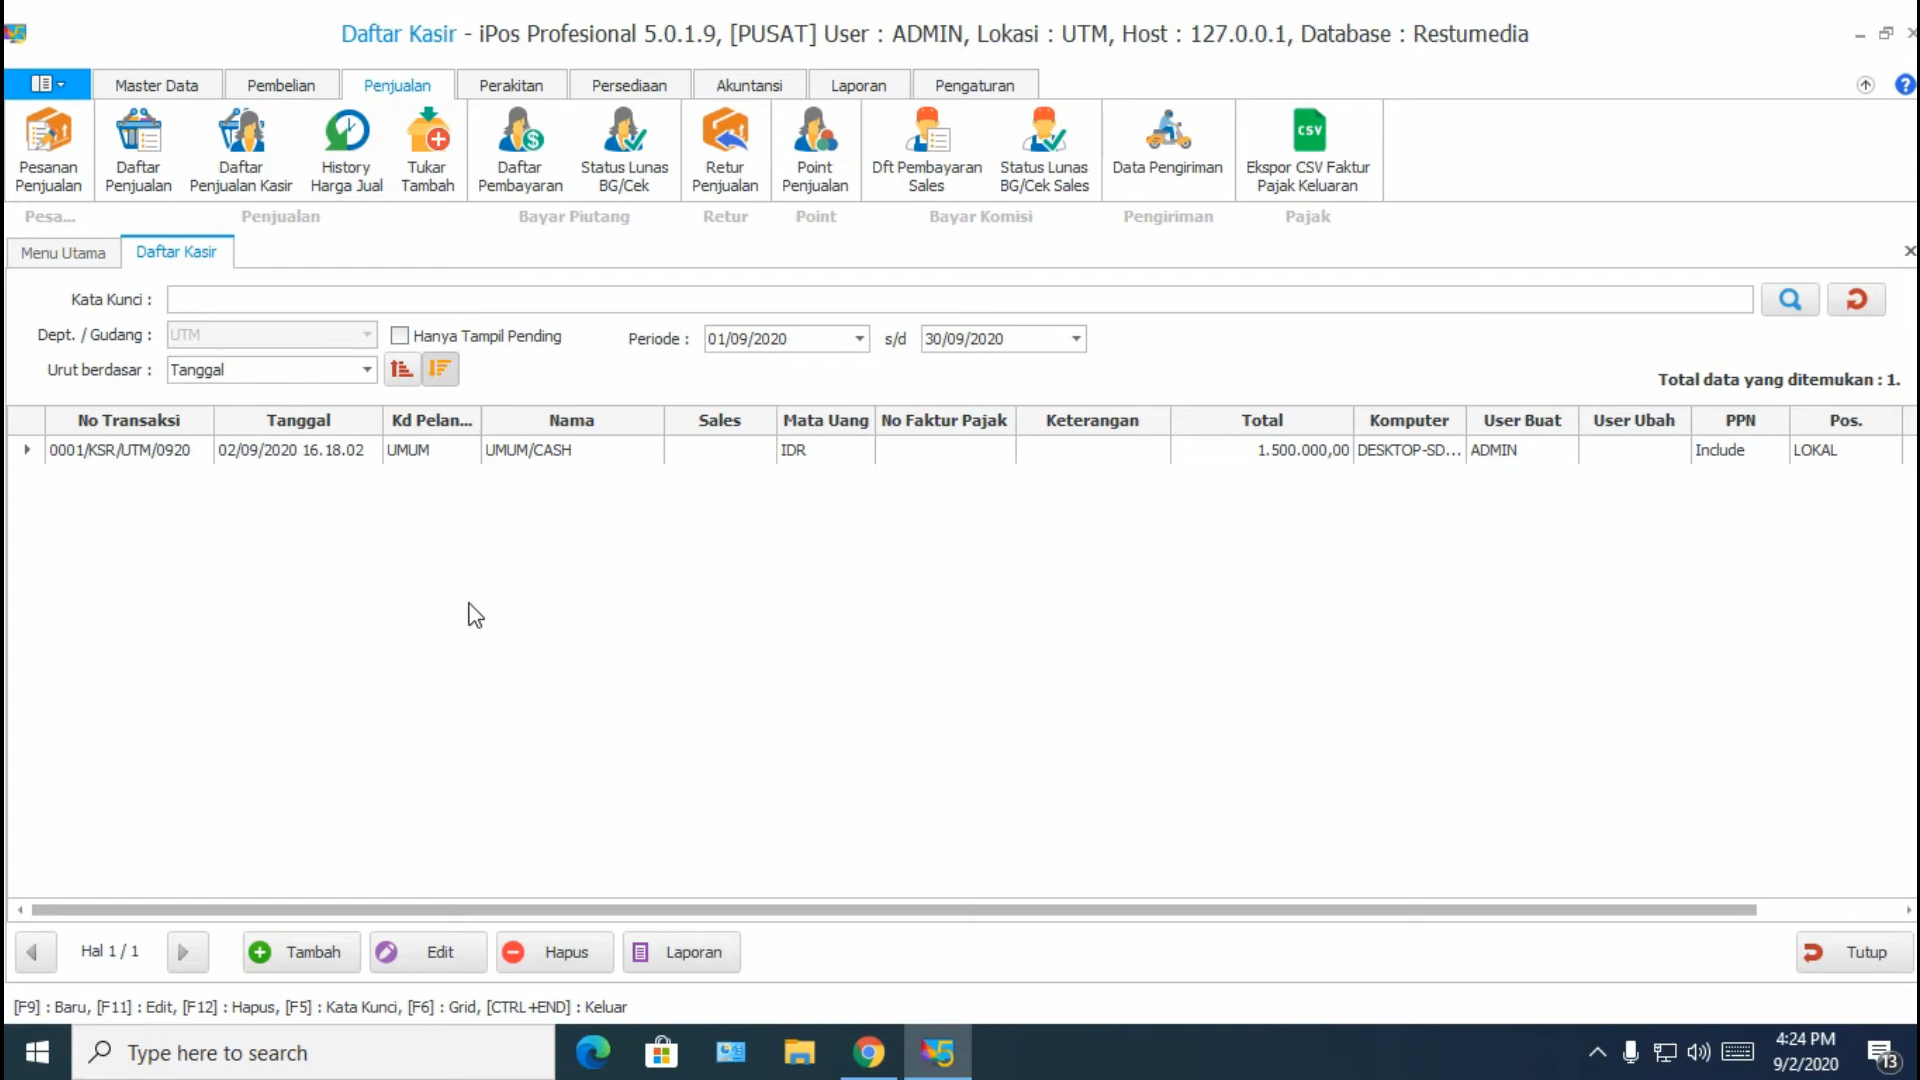 Daftar Kasir - iPos Profesional 5.0.1.9, [PUSAT] User : ADMIN, Lokasi : UTM, Host : 127.0.0.1, Database : Restumedia
Master Data Pembelian Penjualan Perakitan Persediaan Akuntansi Laporan Pengaturan
Pesanan Penjualan
Daftar Penjualan
Daftar Penjualan Kasir
History Harga Jual
Tukar Tambah
Daftar Pembayaran
Status Lunas BG/Cek
Retur Penjualan
Point Penjualan
Dft Pembayaran Sales
Status Lunas BG/Cek Sales
Data Pengiriman
CSV
Ekspor CSV Faktur Pajak Keluaran
Pesa... Penjualan Bayar Piutang Retur Point Bayar Komisi Pengiriman Pajak
Menu Utama Daftar Kasir
Kata Kunci :
Dept. / Gudang : UTM Hanya Tampil Pending Periode : 01/09/2020 s/d 30/09/2020
Urut berdasar : Tanggal
Total data yang ditemukan : 1.
No Transaksi Tanggal Kd Pelan... Nama Sales Mata Uang No Faktur Pajak Keterangan Total Komputer User Buat User Ubah PPN Pos.
0001/KSR/UTM/0920 02/09/2020 16.18.02 UMUM UMUM/CASH IDR 1.500.000,00 DESKTOP-SD... ADMIN Include LOKAL
Hal 1 / 1 Tambah Edit Hapus Laporan Tutup
[F9] : Baru, [F11] : Edit, [F12] : Hapus, [F5] : Kata Kunci, [F6] : Grid, [CTRL+END] : Keluar
Type here to search
4:24 PM
9/2/2020
13